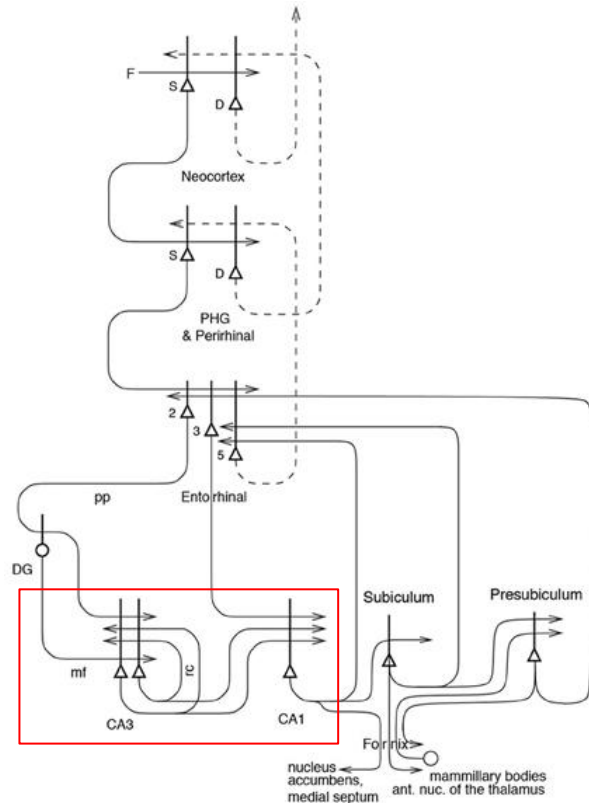 F
S
D
Neocortex
S
D
PHG
& Perirhinal
2
3
5
Entorhinal
pp
DG
mf
rc
CA3
CA1
Subiculum
Presubiculum
Fornix
nucleus
accumbens,
medial septum
mammillary bodies
ant. nuc. of the thalamus